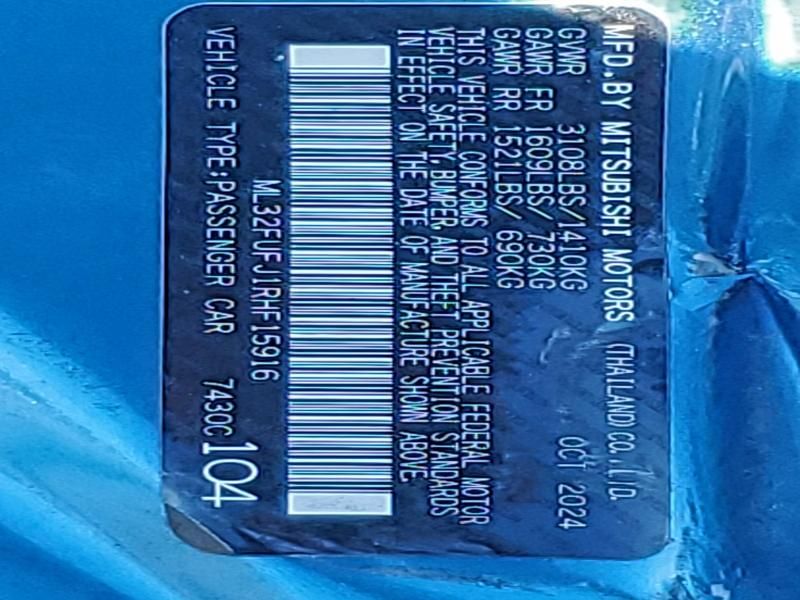 MFD. BY MITSUBISHI MOTORS (THAILAND) CO., LTD.
GVWR 3108LBS/1410KG OCT 2024
GAWR FR 1609LBS/ 730KG
GAWR RR 1521LBS/ 690KG
THIS VEHICLE CONFORMS TO ALL APPLICABLE FEDERAL MOTOR
VEHICLE SAFETY, BUMPER, AND THEFT PREVENTION STANDARDS
IN EFFECT ON THE DATE OF MANUFACTURE SHOWN ABOVE
ML32FUFJ1RHF15916
VEHICLE TYPE:PASSENGER CAR 7430C 104